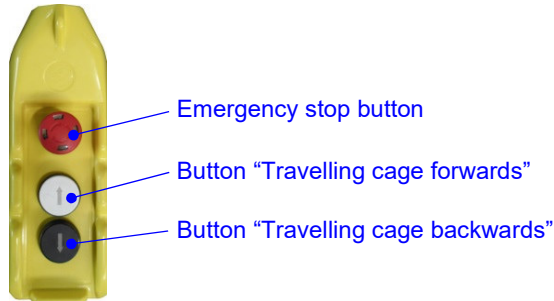 Emergency stop button
Button “Travelling cage forwards”
Button “Travelling cage backwards”